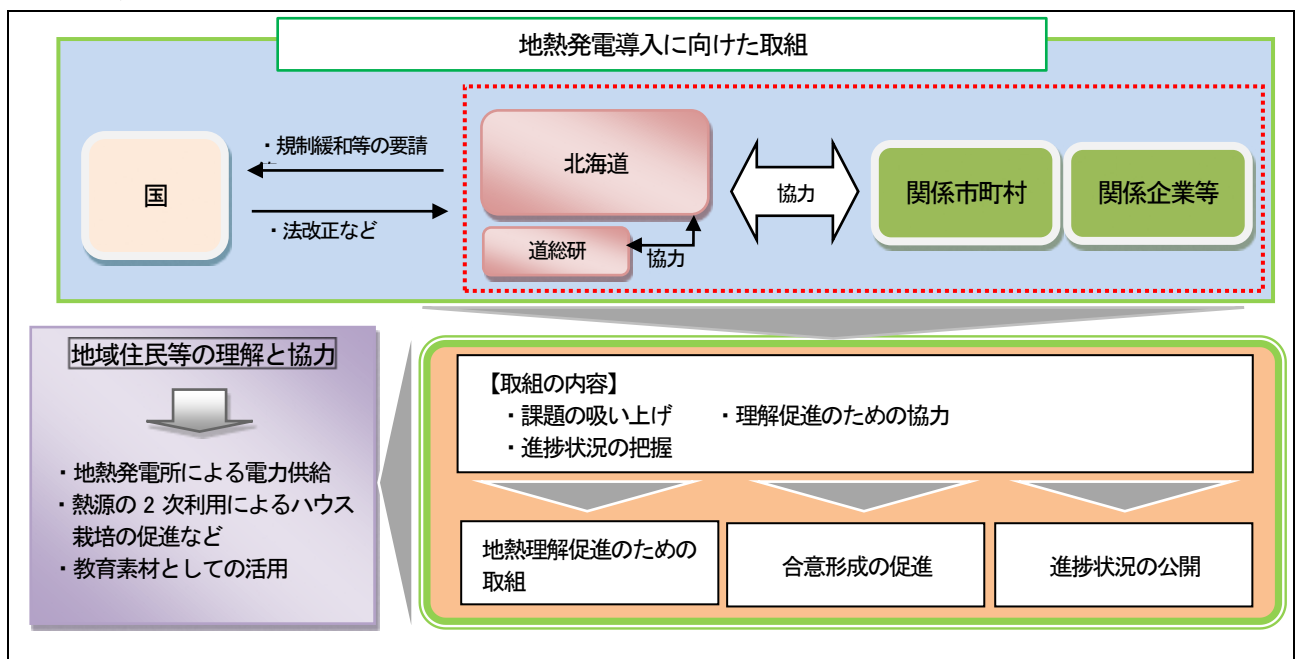 地熱発電導入に向けた取組
国
・規制緩和等の要請
・法改正など
北海道
道総研
協力
協力
関係市町村
関係企業等
地域住民等の理解と協力
・地熱発電所による電力供給
・熱源の 2 次利用によるハウス
栽培の促進など
・教育素材としての活用
【取組の内容】
・課題の吸い上げ ・理解促進のための協力
・進捗状況の把握
地熱理解促進のための
取組
合意形成の促進
進捗状況の公開